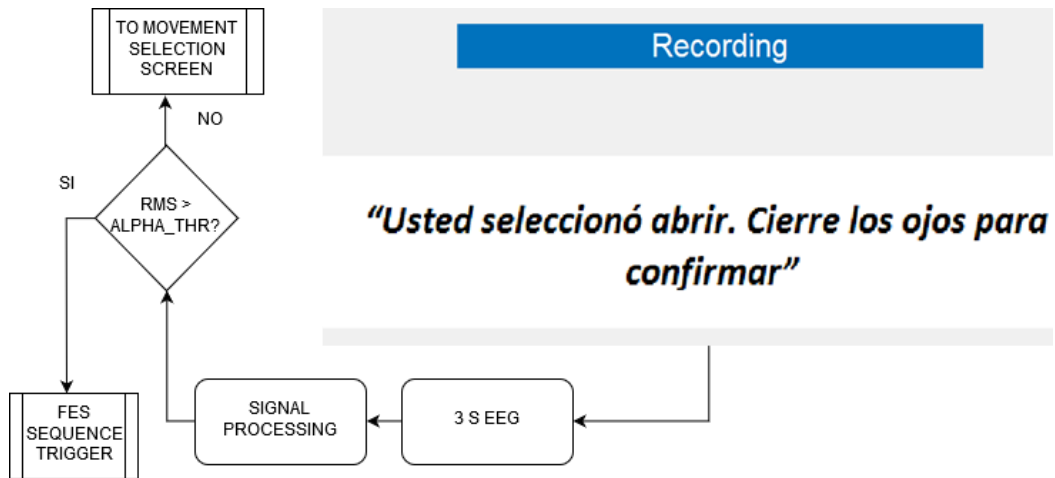 TO MOVEMENT
SELECTION
SCREEN
Recording
NO
SI
RMS >
ALPHA_THR?
“Usted seleccionó abrir. Cierre los ojos para
confirmar”
FES
SEQUENCE
TRIGGER
SIGNAL
PROCESSING
3 S EEG